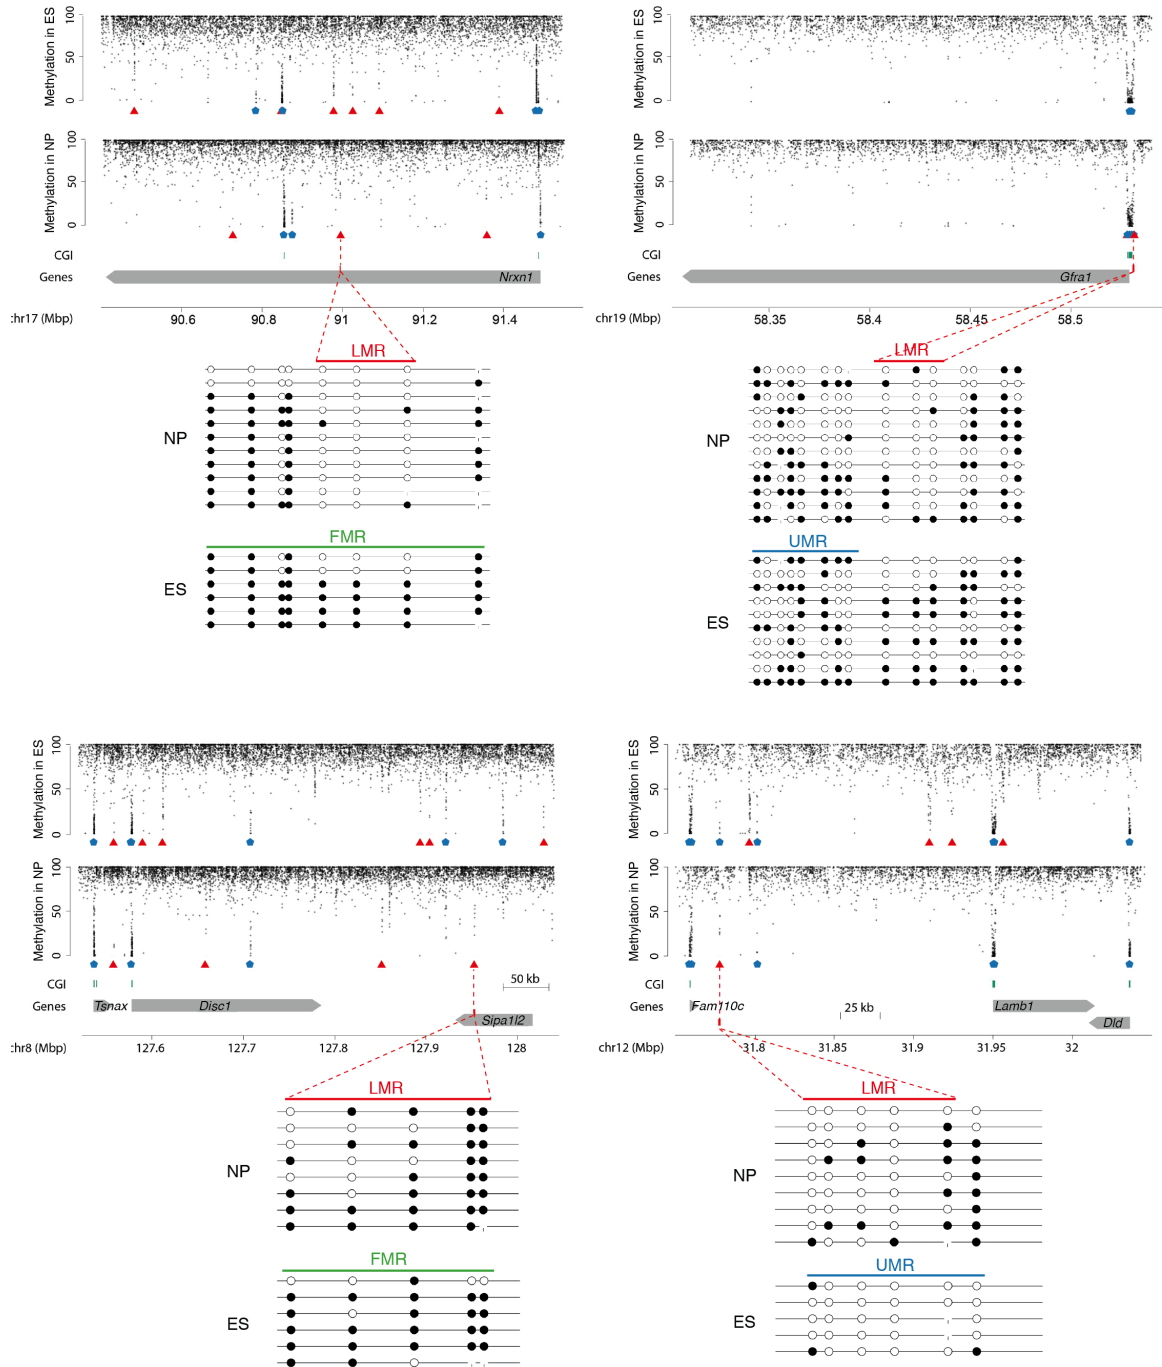 Methylation in ES
100
50
0
Methylation in NP
100
50
0
CGI
Genes
Nrxn1
:hr17 (Mbp)
90.6
90.8
91
91.2
91.4
LMR
NP
FMR
ES
Methylation in ES
100
50
0
Methylation in NP
100
50
0
CGI
Genes
Gfra1
chr19 (Mbp)
58.35
58.4
58.45
58.5
LMR
NP
UMR
ES
Methylation in ES
100
50
0
Methylation in NP
100
50
0
CGI
50 kb
Genes
Tsnax
Disc1
Sipa1l2
:hr8 (Mbp)
127.6
127.7
127.8
127.9
128
LMR
NP
FMR
ES
Methylation in ES
100
50
0
Methylation in NP
100
50
0
CGI
Genes
Fam110c
25 kb
Lamb1
Dld
chr12 (Mbp)
31.8
31.85
31.9
31.95
32
LMR
NP
UMR
ES